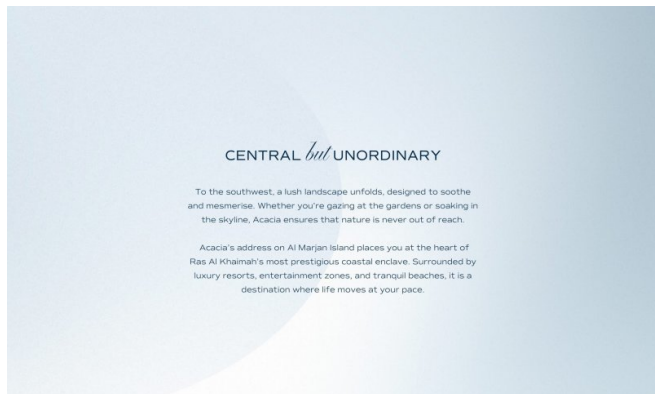 CENTRAL but UNORDINARY
To the southwest, a lush landscape unfolds, designed to soothe
and mesmerise. Whether you're gazing at the gardens or soaking in
the skyline, Acacia ensures that nature is never out of reach.
Acacia's address on Al Marjan Island places you at the heart of
Ras Al Khaimah's most prestigious coastal enclave. Surrounded by
luxury resorts, entertainment zones, and tranquil beaches, it is a
destination where life moves at your pace.